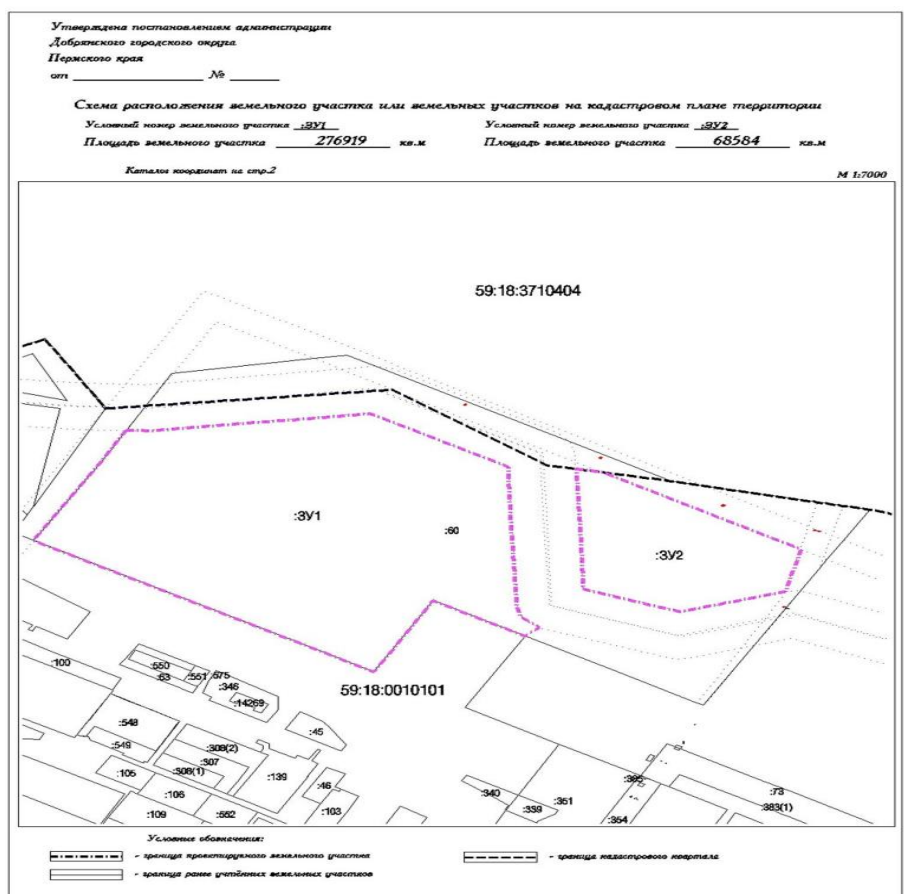 Утверждена постановлением администрации
Добрянского городского округа
Пермского края
от ____________ № ______
Схема расположения земельного участка или земельных участков на кадастровом плане территории
Условный номер земельного участка :ЗУ1 Условный номер земельного участка :ЗУ2
Площадь земельного участка 276919 кв.м Площадь земельного участка 68584 кв.м
Каталог координат на стр.2
М 1:7000
59:18:3710404
:ЗУ1
:60
:ЗУ2
59:18:0010101
:100
:550
:63
:551
:575
:346
:14269
:548
:549
:45
:308(2)
:307
:308(1)
:105
:139
:106
:46
:109
:552
:103
:340
:339
:351
:385
:354
:73
:383(1)
Условные обозначения:
- граница проектируемого земельного участка
- граница кадастрового квартала
- граница ранее учтённых земельных участков